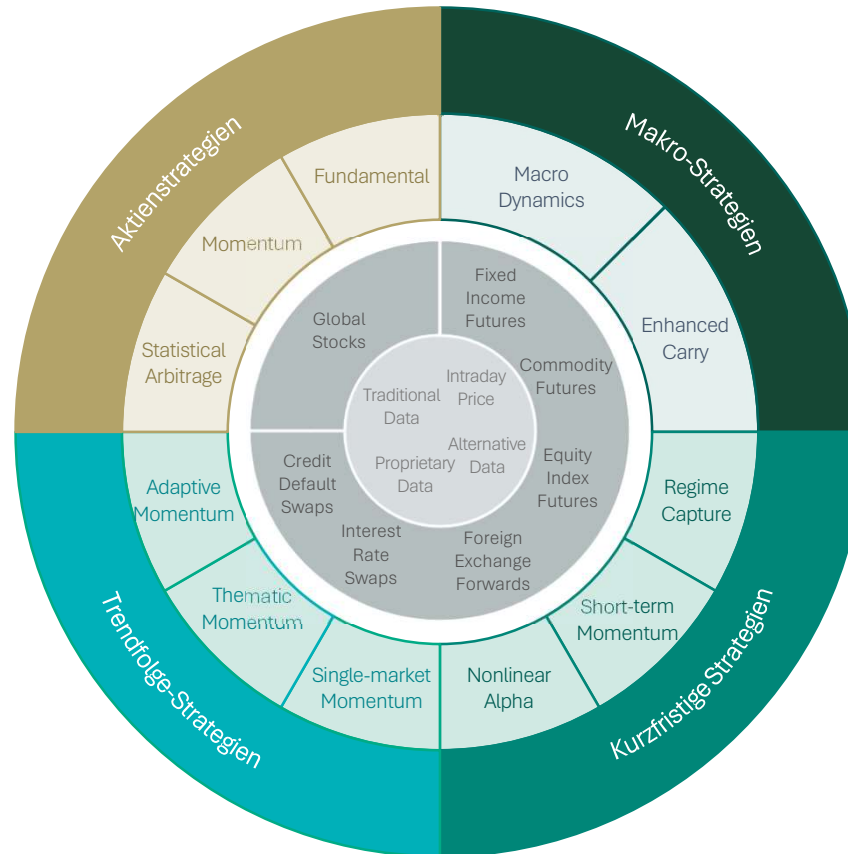 Aktienstrategien
Makro-Strategien
Fundamental
Momentum
Statistical
Arbitrage
Macro
Dynamics
Enhanced
Carry
Global
Stocks
Fixed
Income
Futures
Commodity
Futures
Equity
Index
Futures
Foreign
Exchange
Forwards
Interest
Rate
Swaps
Credit
Default
Swaps
Traditional
Data
Intraday
Price
Alternative
Data
Proprietary
Data
Adaptive
Momentum
Thematic
Momentum
Single-market
Momentum
Nonlinear
Alpha
Short-term
Momentum
Regime
Capture
Trendfolge-Strategien
Kurzfristige Strategien